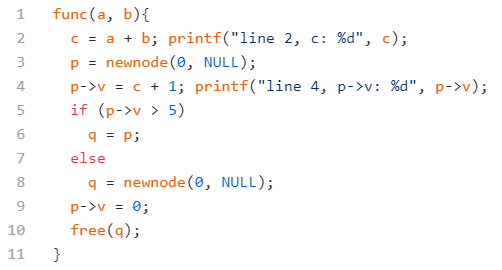 1 func(a, b){
2 c = a + b; printf("line 2, c: %d", c);
3 p = newnode(0, NULL);
4 p->v = c + 1; printf("line 4, p->v: %d", p->v);
5 if (p->v > 5)
6 q = p;
7 else
8 q = newnode(0, NULL);
9 p->v = 0;
10 free(q);
11 }